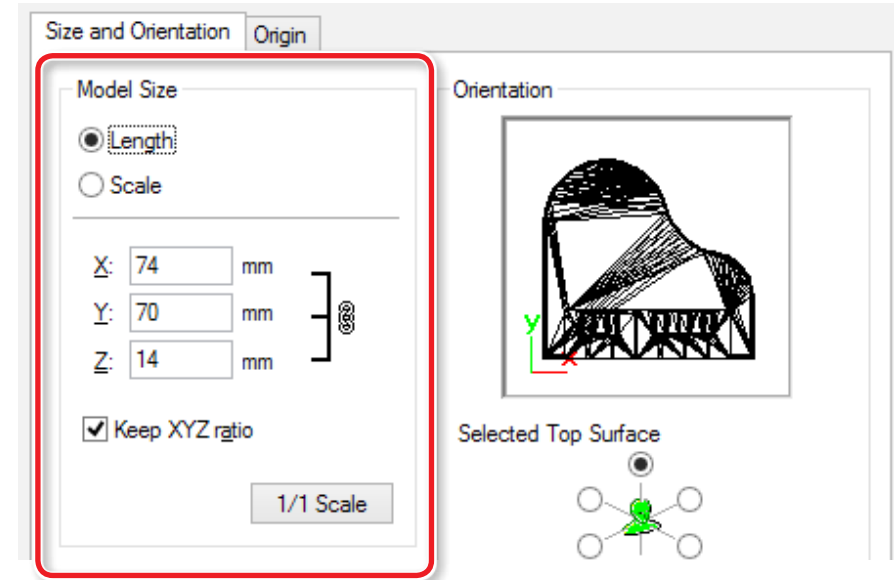 Size and Orientation
Origin
Model Size
Length
Scale
X: 74 mm
Y: 70 mm
Z: 14 mm
Keep XYZ ratio
1/1 Scale
Orientation
y
x
Selected Top Surface